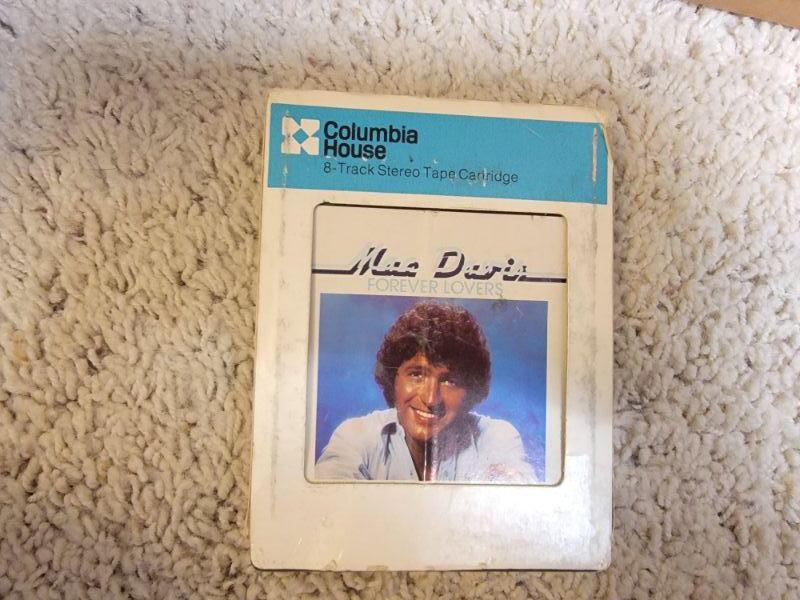 Columbia
House
8-Track Stereo Tape Cartridge
Mac Davis
FOREVER LOVERS